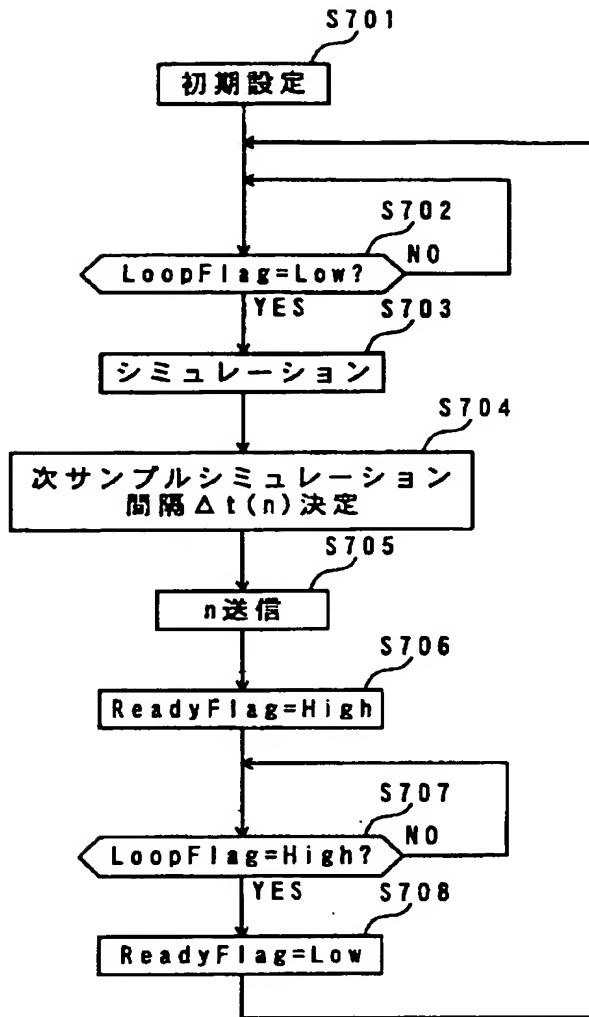 S701
初期設定
S702
LoopFlag=Low?
NO
YES
S703
シミュレーション
S704
次サンプルシミュレーション
間隔Δt(n)決定
S705
n送信
S706
ReadyFlag=High
S707
LoopFlag=High?
NO
YES
S708
ReadyFlag=Low